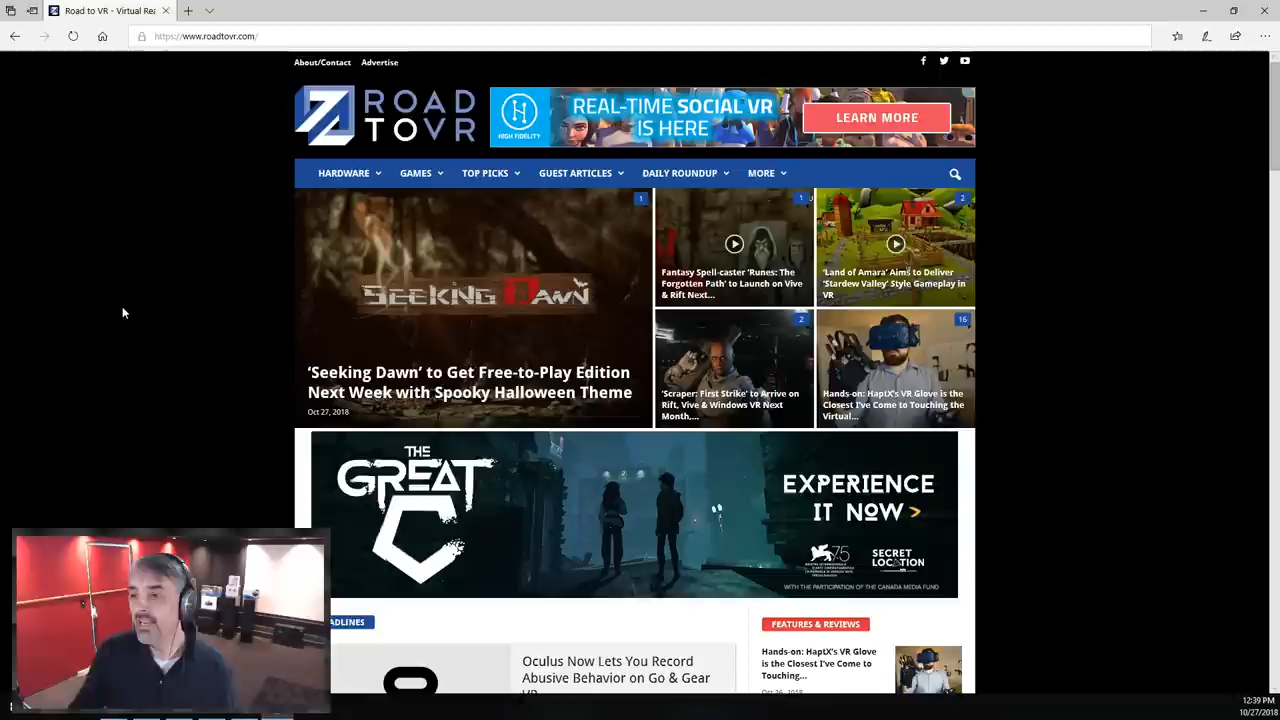 Road to VR - Virtual Rea
https://www.roadtovr.com/
About/Contact Advertise
ROAD
TO VR
HIGH FIDELITY
REAL-TIME SOCIAL VR
IS HERE
LEARN MORE
HARDWARE GAMES TOP PICKS GUEST ARTICLES DAILY ROUNDUP MORE
1
SEEKING DAWN
'Seeking Dawn' to Get Free-to-Play Edition
Next Week with Spooky Halloween Theme
Oct 27, 2018
1
Fantasy Spell-caster 'Runes: The
Forgotten Path' to Launch on Vive
& Rift Next...
2
'Land of Amara' Aims to Deliver
'Stardew Valley' Style Gameplay in
VR
2
'Scraper: First Strike' to Arrive on
Rift, Vive & Windows VR Next
Month,...
16
Hands-on: HaptX's VR Glove is the
Closest I've Come to Touching the
Virtual...
THE
GREAT
C
EXPERIENCE
IT NOW >
75
SECRET
LOCATION
WITH THE PARTICIPATION OF THE CANADA MEDIA FUND
ADLINES
Oculus Now Lets You Record
Abusive Behavior on Go & Gear
VR
FEATURES & REVIEWS
Hands-on: HaptX's VR Glove
is the Closest I've Come to
Touching...
Oct 26, 2018
12:39 PM
10/27/2018